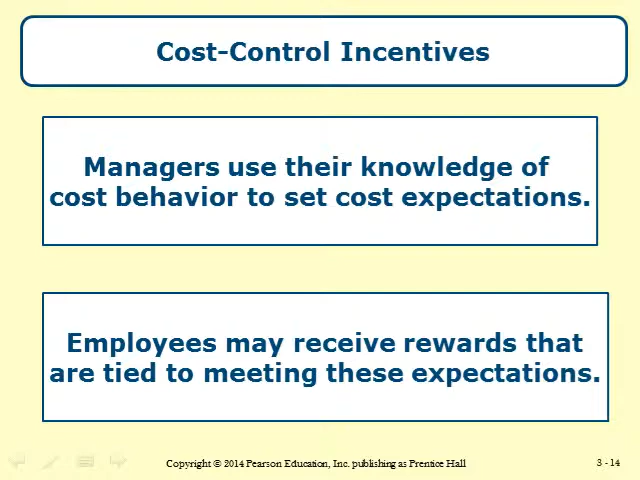 Cost-Control Incentives
Managers use their knowledge of
cost behavior to set cost expectations.
Employees may receive rewards that
are tied to meeting these expectations.
Copyright © 2014 Pearson Education, Inc. publishing as Prentice Hall
3 - 14